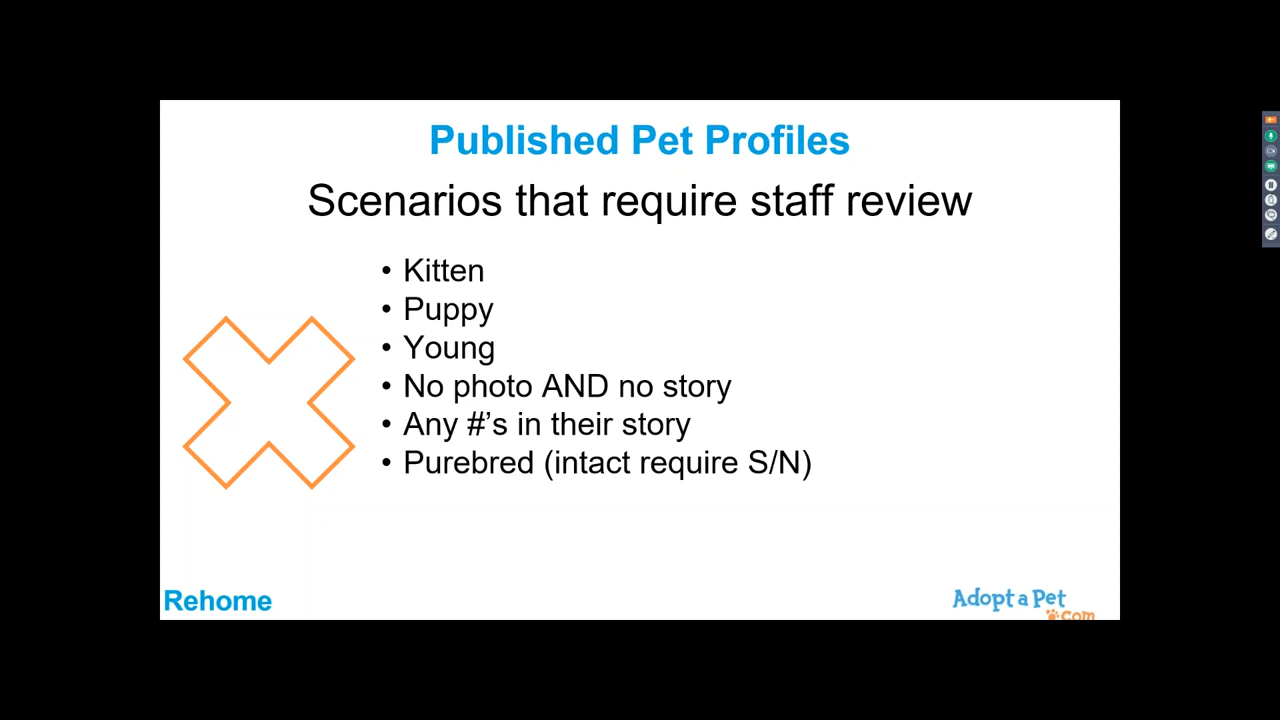 Published Pet Profiles
Scenarios that require staff review
• Kitten
• Puppy
• Young
• No photo AND no story
• Any #’s in their story
• Purebred (intact require S/N)
Rehome
Adopt a Pet
.com